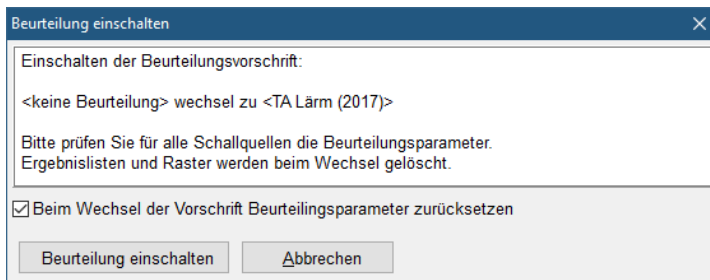 Beurteilung einschalten
Einschalten der Beurteilungsvorschrift:
<keine Beurteilung> wechsel zu <TA Lärm (2017)>
Bitte prüfen Sie für alle Schallquellen die Beurteilungsparameter.
Ergebnislisten und Raster werden beim Wechsel gelöscht.
Beim Wechsel der Vorschrift Beurteilingsparameter zurücksetzen
Beurteilung einschalten Abbrechen